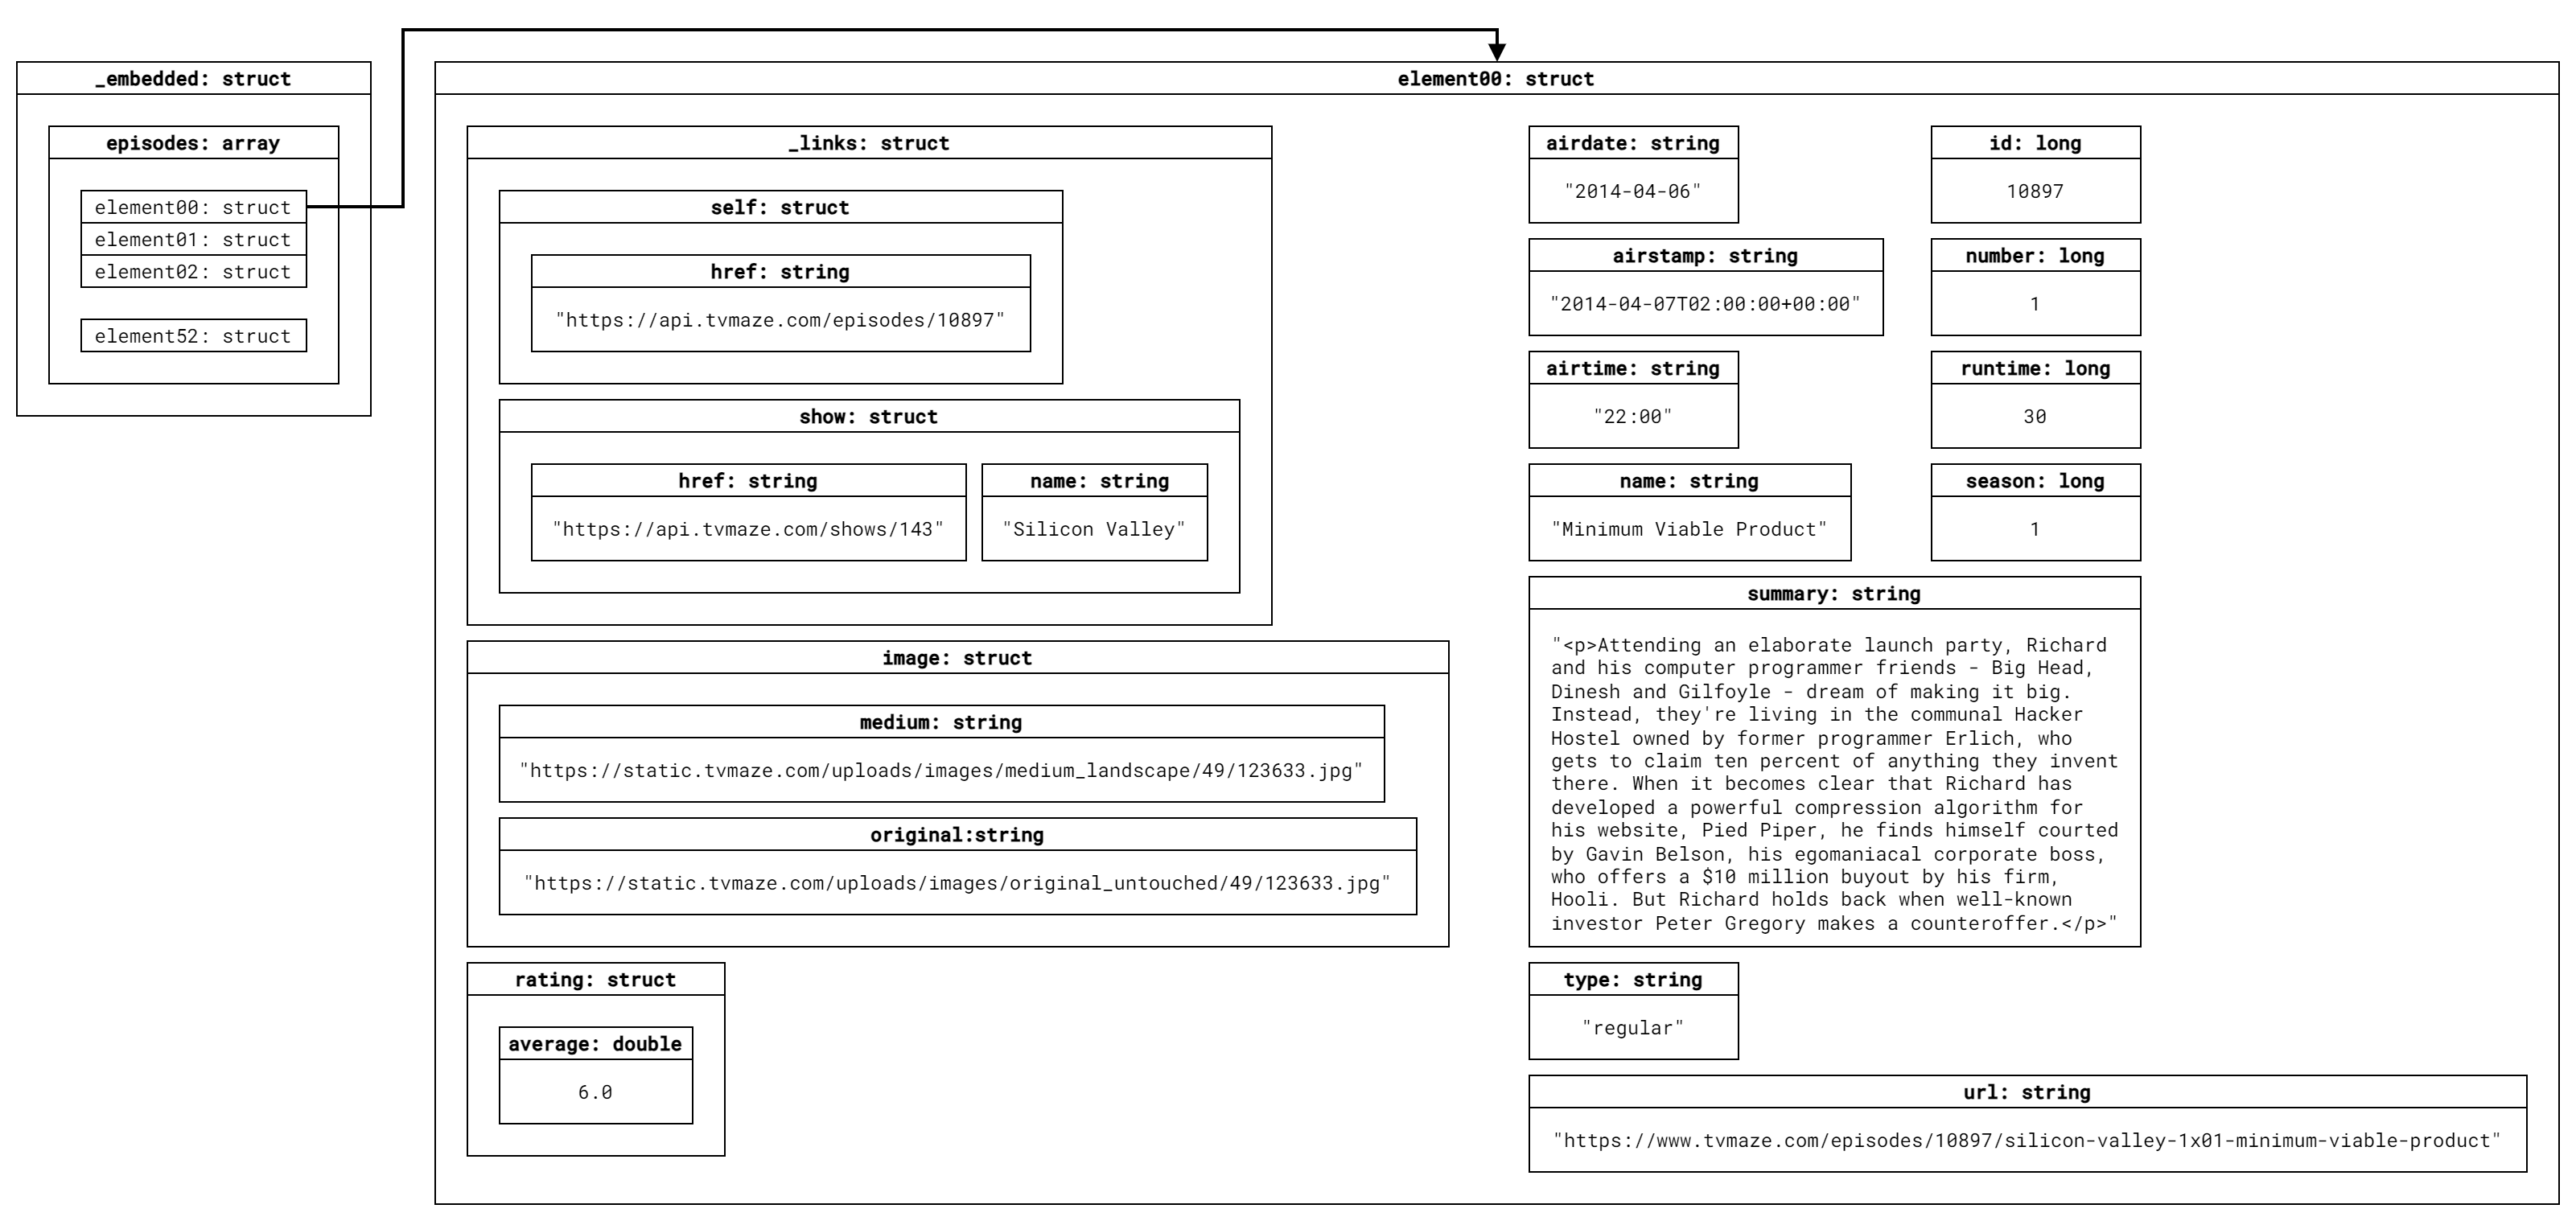 _embedded: struct
episodes: array
element00: struct
element01: struct
element02: struct
element52: struct
element00: struct
_links: struct
self: struct
href: string
"https://api.tvmaze.com/episodes/10897"
show: struct
href: string
"https://api.tvmaze.com/shows/143"
name: string
"Silicon Valley"
image: struct
medium: string
"https://static.tvmaze.com/uploads/images/medium_landscape/49/123633.jpg"
original:string
"https://static.tvmaze.com/uploads/images/original_untouched/49/123633.jpg"
rating: struct
average: double
6.0
airdate: string
"2014-04-06"
airstamp: string
"2014-04-07T02:00:00+00:00"
airtime: string
"22:00"
name: string
"Minimum Viable Product"
id: long
10897
number: long
1
runtime: long
30
season: long
1
summary: string
"<p>Attending an elaborate launch party, Richard
and his computer programmer friends - Big Head,
Dinesh and Gilfoyle - dream of making it big.
Instead, they're living in the communal Hacker
Hostel owned by former programmer Erlich, who
gets to claim ten percent of anything they invent
there. When it becomes clear that Richard has
developed a powerful compression algorithm for
his website, Pied Piper, he finds himself courted
by Gavin Belson, his egomaniacal corporate boss,
who offers a $10 million buyout by his firm,
Hooli. But Richard holds back when well-known
investor Peter Gregory makes a counteroffer.</p>"
type: string
"regular"
url: string
"https://www.tvmaze.com/episodes/10897/silicon-valley-1x01-minimum-viable-product"